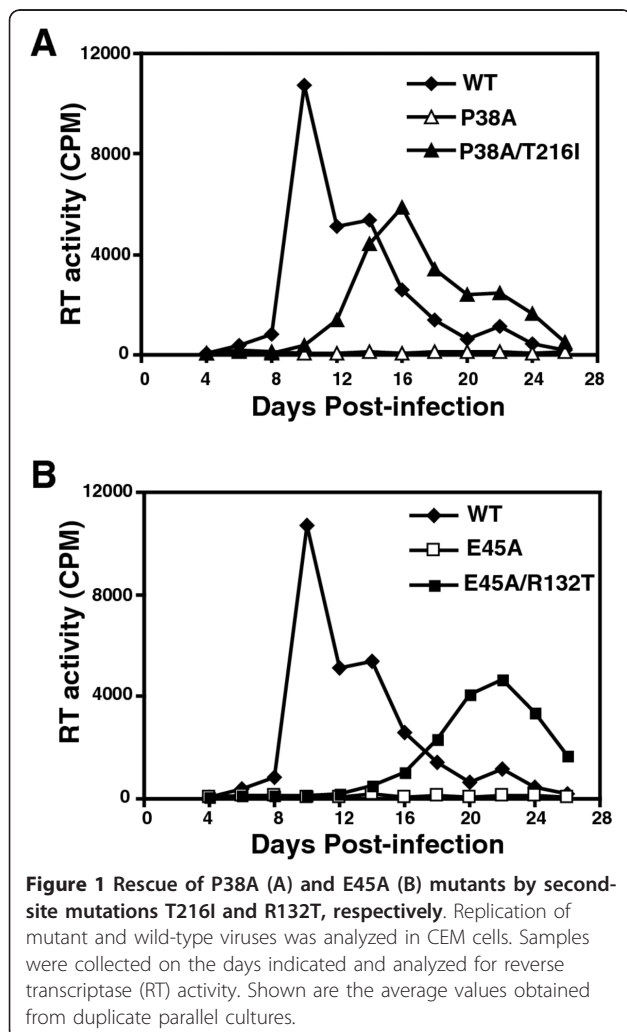 A
12000
8000
4000
0
RT activity (CPM)
WT
P38A
P38A/T216I
0 4 8 12 16 20 24 28
Days Post-infection
B
12000
8000
4000
0
RT activity (CPM)
WT
E45A
E45A/R132T
0 4 8 12 16 20 24 28
Days Post-infection
Figure 1 Rescue of P38A (A) and E45A (B) mutants by second-
site mutations T216I and R132T, respectively. Replication of
mutant and wild-type viruses was analyzed in CEM cells. Samples
were collected on the days indicated and analyzed for reverse
transcriptase (RT) activity. Shown are the average values obtained
from duplicate parallel cultures.